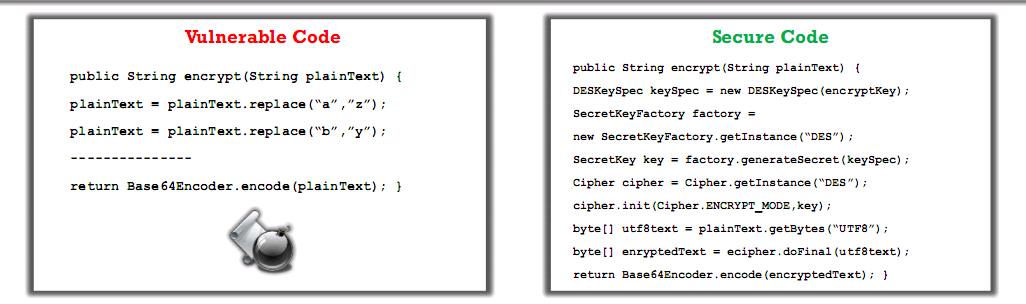 Vulnerable Code
public String encrypt(String plainText) {
plainText = plainText.replace(“a”,”z”);
plainText = plainText.replace(“b”,”y”);
---------------
return Base64Encoder.encode(plainText); }
Secure Code
public String encrypt(String plainText) {
DESKeySpec keySpec = new DESKeySpec(encryptKey);
SecretKeyFactory factory =
new SecretKeyFactory.getInstance(“DES”);
SecretKey key = factory.generateSecret(keySpec);
Cipher cipher = Cipher.getInstance(“DES”);
cipher.init(Cipher.ENCRYPT_MODE,key);
byte[] utf8text = plainText.getBytes(“UTF8”);
byte[] enryptedText = ecipher.doFinal(utf8text);
return Base64Encoder.encode(encryptedText); }